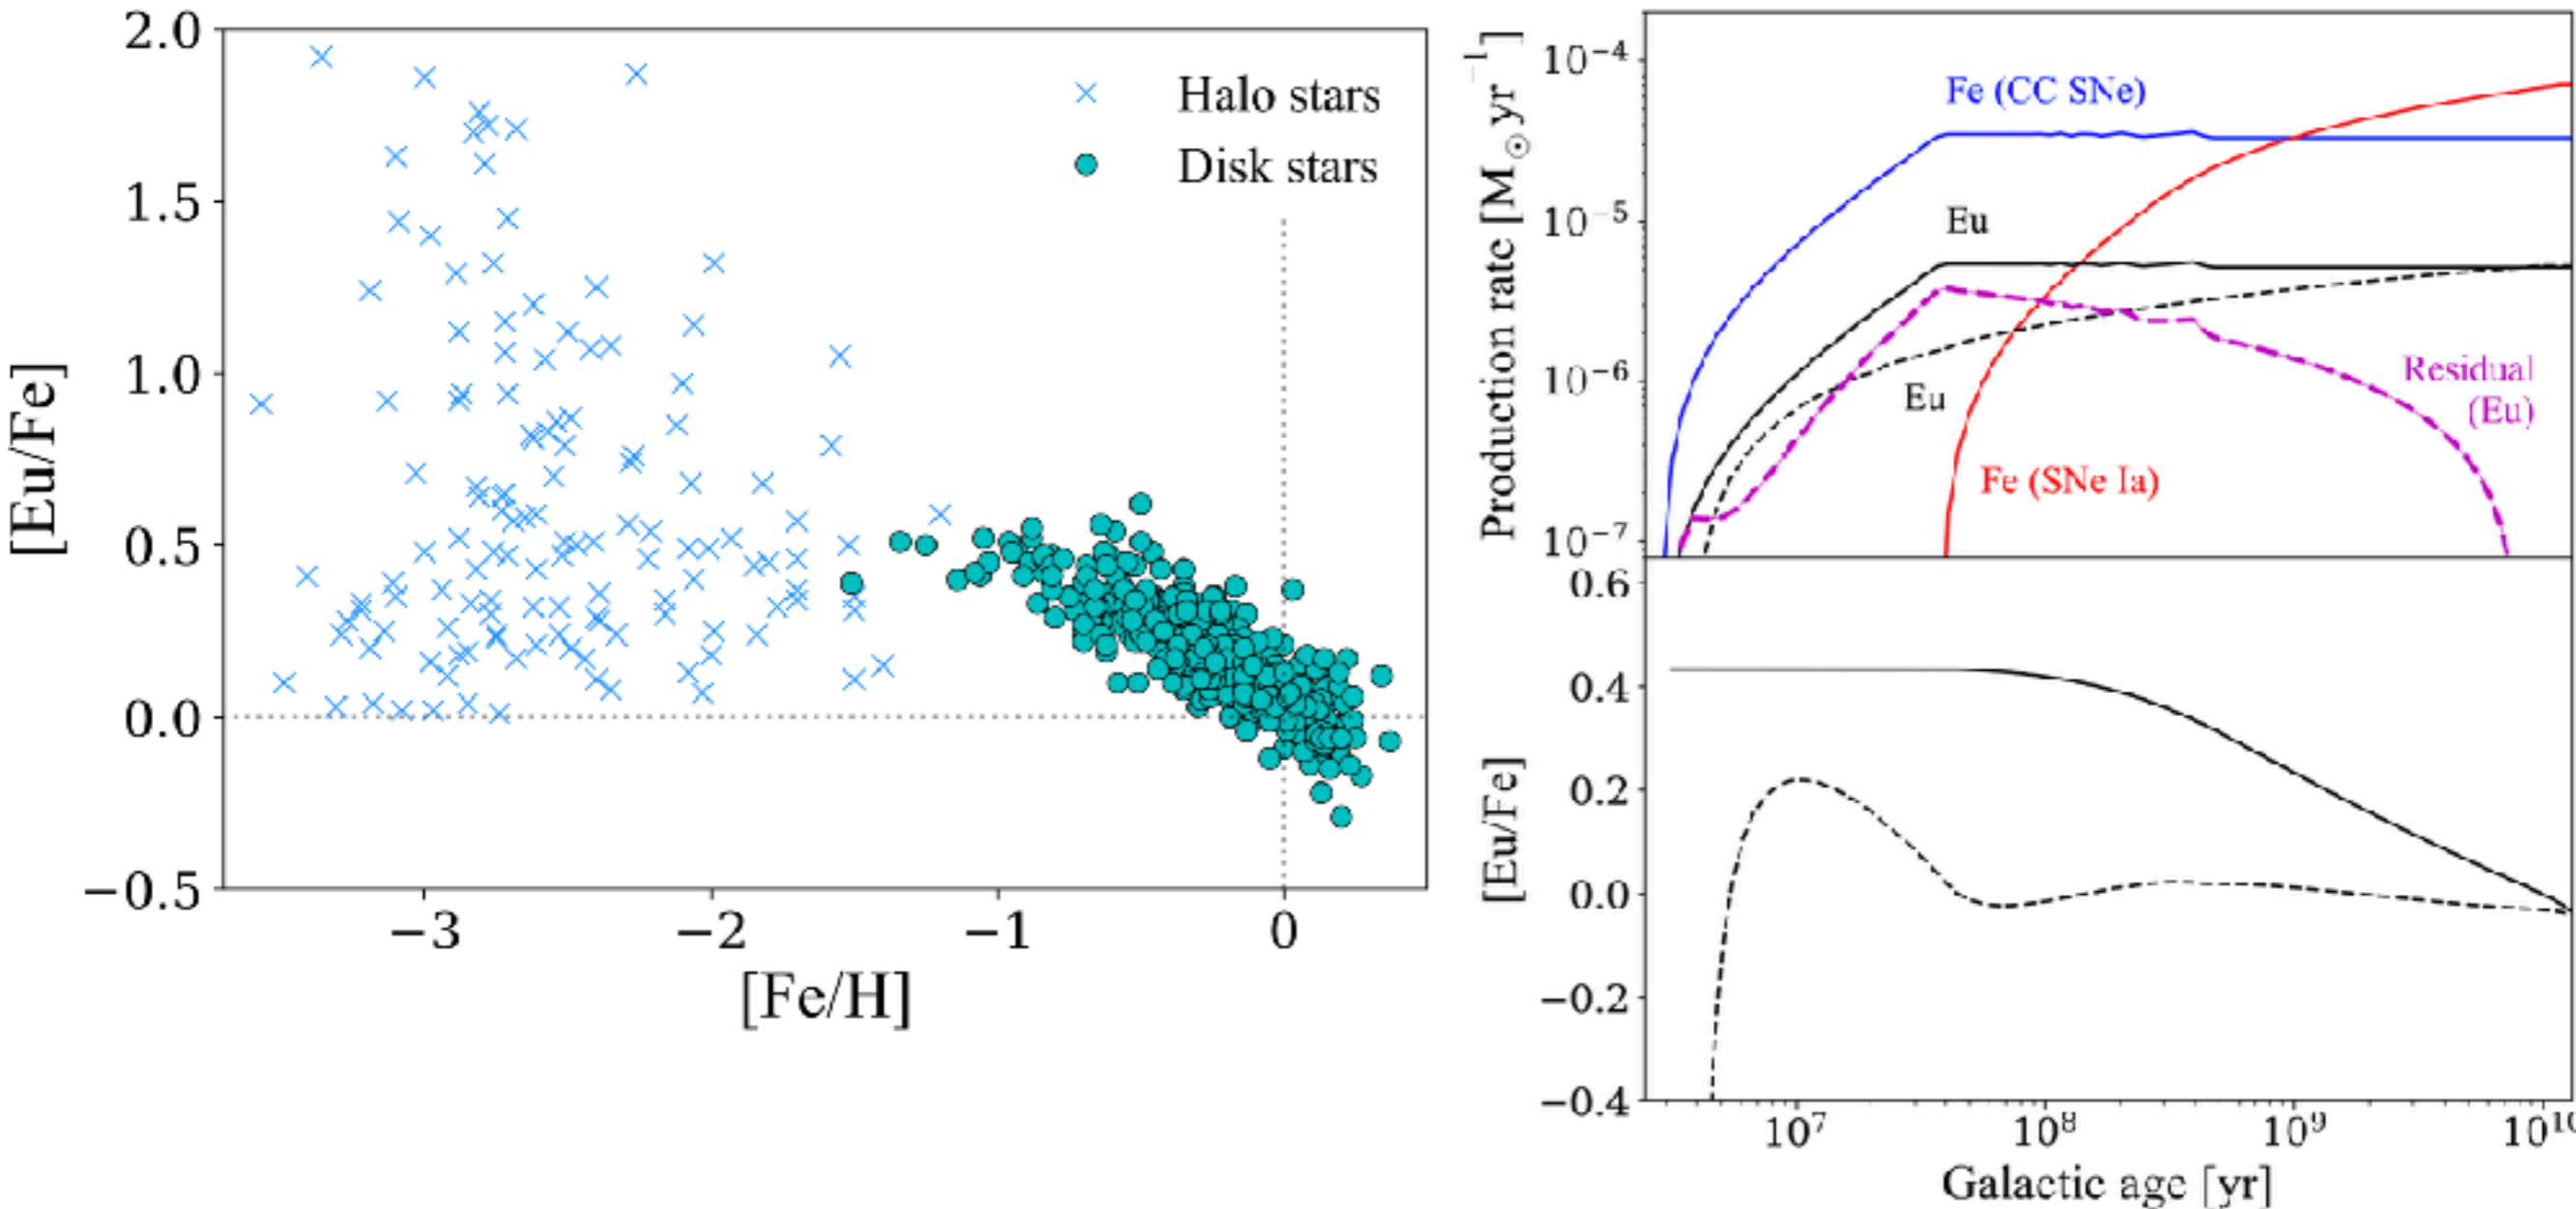 2.0
1.5
1.0
0.5
0.0
−0.5
[Eu/Fe]
Halo stars
Disk stars
−3
−2
−1
0
[Fe/H]
Production rate [M⊙yr⁻¹]
10⁻⁴
10⁻⁵
10⁻⁶
10⁻⁷
Fe (CC SNe)
Eu
Eu
Residual
(Eu)
Fe (SNe Ia)
[Eu/Fe]
0.6
0.4
0.2
0.0
−0.2
−0.4
10⁷
10⁸
10⁹
10¹⁰
Galactic age [yr]